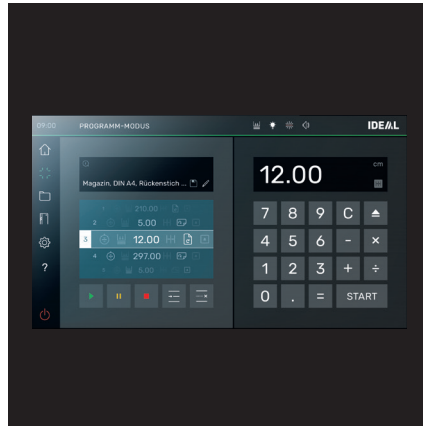 09:00 PROGRAMM-MODUS IDEAL
Magazin, DIN A4, Rückenstich ...
210.00
2 5.00
3 12.00
4 297.00
5.00
12.00 cm
7 8 9 C
4 5 6 - ×
1 2 3 + ÷
0 . = START
?